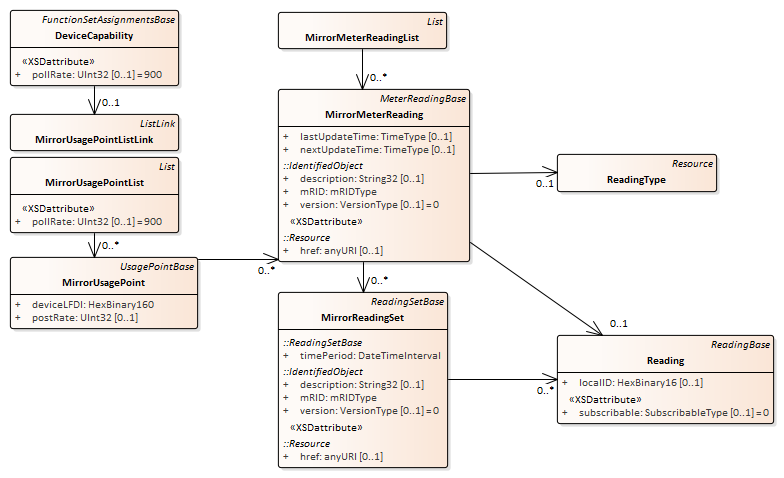 FunctionSetAssignmentsBase
DeviceCapability
«XSDattribute»
+ pollRate: UInt32 [0..1] = 900
0..1
ListLink
MirrorUsagePointListLink
List
MirrorUsagePointList
«XSDattribute»
+ pollRate: UInt32 [0..1] = 900
0..*
UsagePointBase
MirrorUsagePoint
+ deviceLFDI: HexBinary160
+ postRate: UInt32 [0..1]
0..*
List
MirrorMeterReadingList
0..*
MeterReadingBase
MirrorMeterReading
+ lastUpdateTime: TimeType [0..1]
+ nextUpdateTime: TimeType [0..1]
::IdentifiedObject
+ description: String32 [0..1]
+ mRID: mRIDType
+ version: VersionType [0..1] = 0
«XSDattribute»
::Resource
+ href: anyURI [0..1]
0..*
ReadingSetBase
MirrorReadingSet
::ReadingSetBase
+ timePeriod: DateTimeInterval
::IdentifiedObject
+ description: String32 [0..1]
+ mRID: mRIDType
+ version: VersionType [0..1] = 0
«XSDattribute»
::Resource
+ href: anyURI [0..1]
0..1
Resource
ReadingType
0..1
0..*
ReadingBase
Reading
+ localID: HexBinary16 [0..1]
«XSDattribute»
+ subscribable: SubscribableType [0..1] = 0